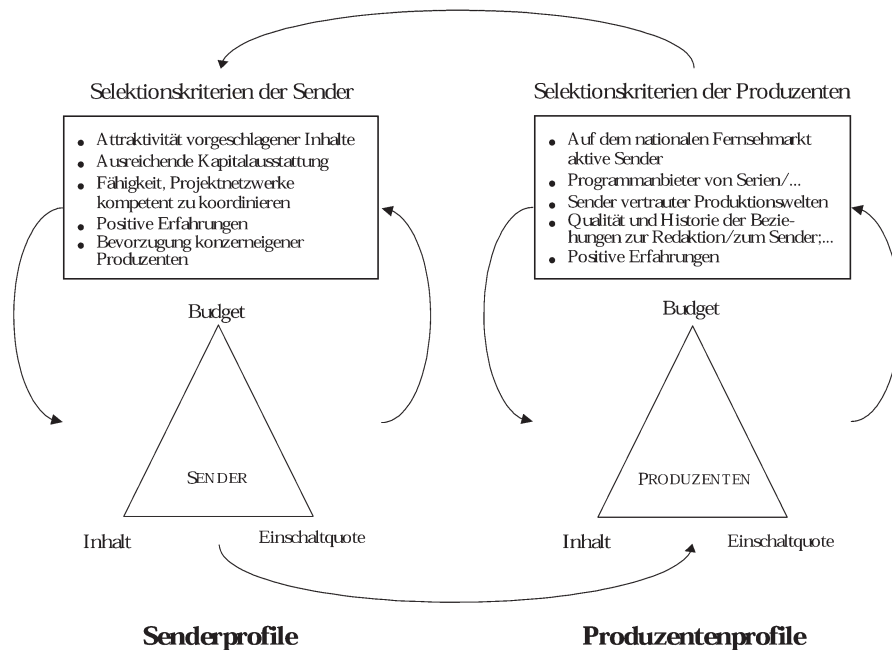 Selektionskriterien der Sender
• Attraktivität vorgeschlagener Inhalte
• Ausreichende Kapitalausstattung
• Fähigkeit, Projektnetzwerke
kompetent zu koordinieren
• Positive Erfahrungen
• Bevorzugung konzerneigener
Produzenten
Budget
SENDER
Inhalt
Einschaltquote
Senderprofile
Selektionskriterien der Produzenten
• Auf dem nationalen Fernsehmarkt
aktive Sender
• Programmanbieter von Serien/...
• Sender vertrauter Produktionswelten
• Qualität und Historie der Bezie-
hungen zur Redaktion/zum Sender;...
• Positive Erfahrungen
Budget
PRODUZENTEN
Inhalt
Einschaltquote
Produzentenprofile